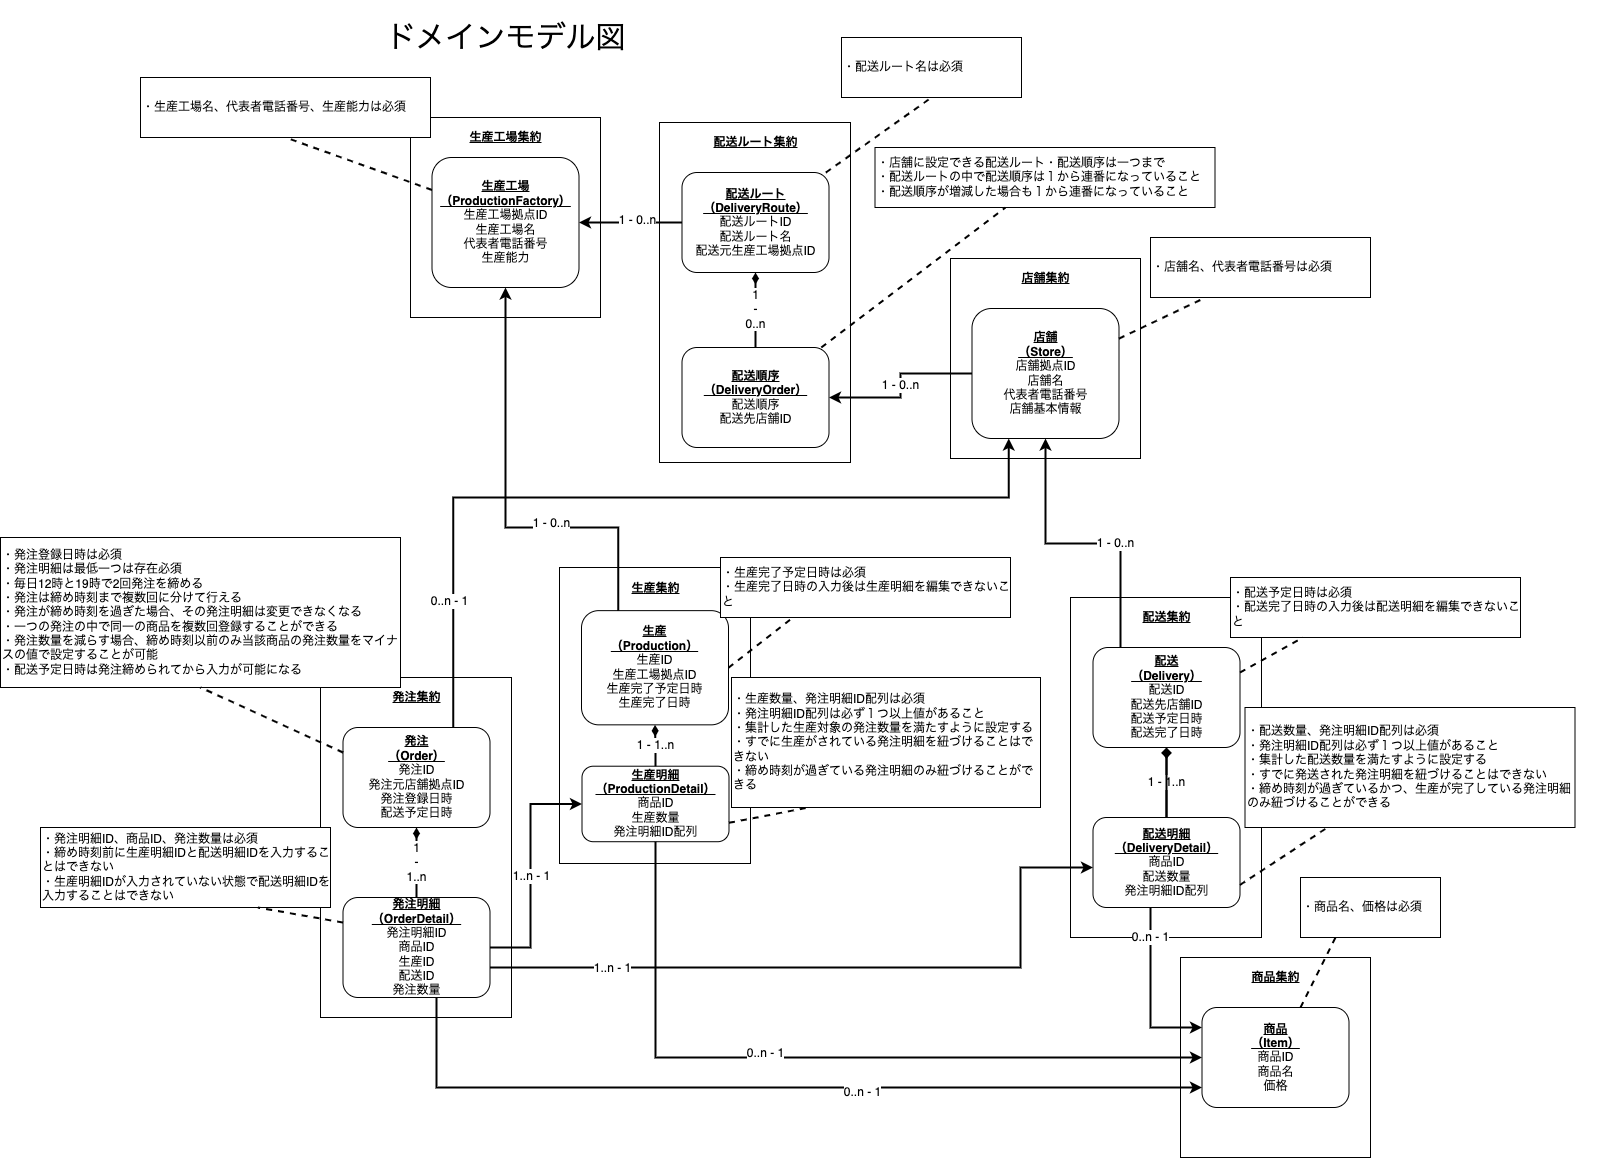 ドメインモデル図
・配送ルート名は必須
・生産工場名、代表者電話番号、生産能力は必須
生産工場集約
生産工場
（ProductionFactory）
生産工場拠点ID
生産工場名
代表者電話番号
生産能力
1 - 0..n
配送ルート集約
配送ルート
（DeliveryRoute）
配送ルートID
配送ルート名
配送元生産工場拠点ID
1
-
0..n
配送順序
（DeliveryOrder）
配送順序
配送先店舗ID
・店舗に設定できる配送ルート・配送順序は一つまで
・配送ルートの中で配送順序は１から連番になっていること
・配送順序が増減した場合も１から連番になっていること
・店舗名、代表者電話番号は必須
店舗集約
店舗
（Store）
店舗拠点ID
店舗名
代表者電話番号
店舗基本情報
1 - 0..n
1 - 0..n
1 - 0..n
0..n - 1
・発注登録日時は必須
・発注明細は最低一つは存在必須
・毎日12時と19時で2回発注を締める
・発注は締め時刻まで複数回に分けて行える
・発注が締め時刻を過ぎた場合、その発注明細は変更できなくなる
・一つの発注の中で同一の商品を複数回登録することができる
・発注数量を減らす場合、締め時刻以前のみ当該商品の発注数量をマイナ
スの値で設定することが可能
・配送予定日時は発注締められてから入力が可能になる
発注集約
発注
（Order）
発注ID
発注元店舗拠点ID
発注登録日時
配送予定日時
1
-
1..n
・発注明細ID、商品ID、発注数量は必須
・締め時刻前に生産明細IDと配送明細IDを入力するこ
とはできない
・生産明細IDが入力されていない状態で配送明細IDを
入力することはできない
発注明細
（OrderDetail）
発注明細ID
商品ID
生産ID
配送ID
発注数量
1..n - 1
1..n - 1
生産集約
・生産完了予定日時は必須
・生産完了日時の入力後は生産明細を編集できないこ
と
生産
（Production）
生産ID
生産工場拠点ID
生産完了予定日時
生産完了日時
1 - 1..n
生産明細
（ProductionDetail）
商品ID
生産数量
発注明細ID配列
・生産数量、発注明細ID配列は必須
・発注明細ID配列は必ず１つ以上値があること
・集計した生産対象の発注数量を満たすように設定する
・すでに生産がされている発注明細を紐づけることはで
きない
・締め時刻が過ぎている発注明細のみ紐づけることがで
きる
配送集約
・配送予定日時は必須
・配送完了日時の入力後は配送明細を編集できないこ
と
配送
（Delivery）
配送ID
配送先店舗ID
配送予定日時
配送完了日時
1 - 1..n
配送明細
（DeliveryDetail）
商品ID
配送数量
発注明細ID配列
・配送数量、発注明細ID配列は必須
・発注明細ID配列は必ず１つ以上値があること
・集計した配送数量を満たすように設定する
・すでに発送された発注明細を紐づけることはできない
・締め時刻が過ぎているかつ、生産が完了している発注明細
のみ紐づけることができる
0..n - 1
・商品名、価格は必須
商品集約
商品
（Item）
商品ID
商品名
価格
0..n - 1
0..n - 1